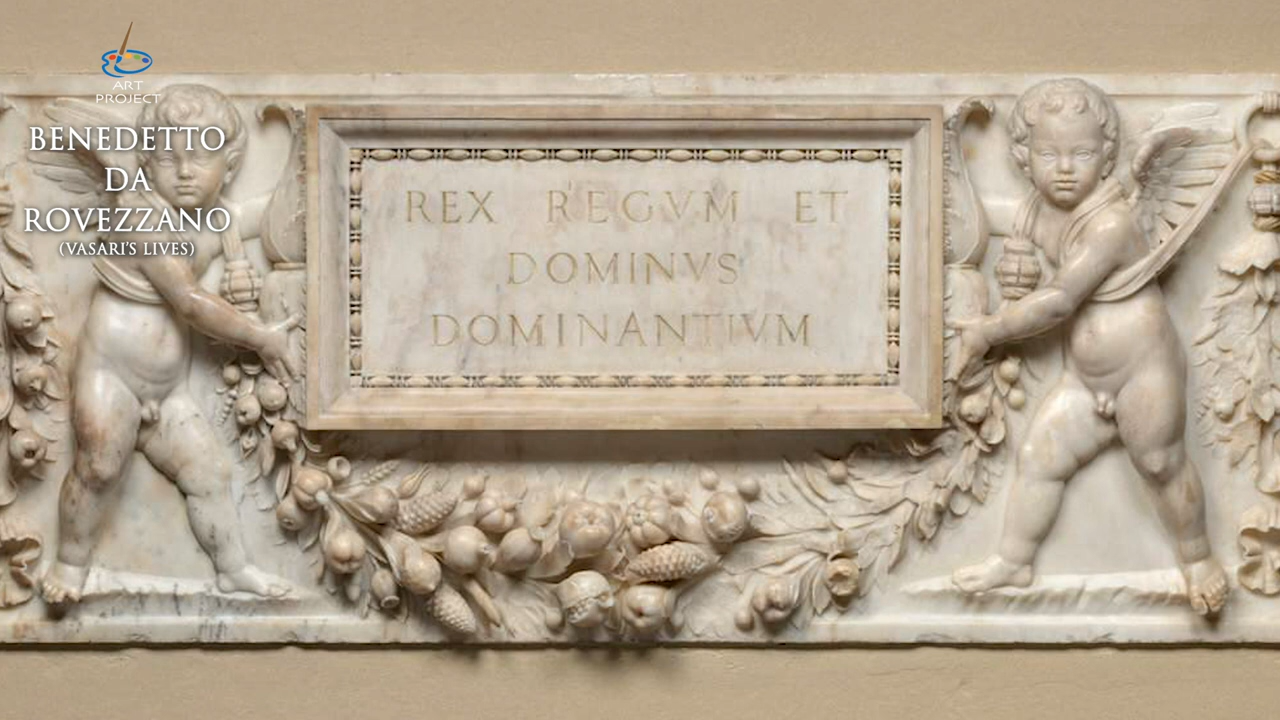 ART
PROJECT
BENEDETTO
DA
ROVEZZANO
(VASARI'S LIVES)
REX REGVM ET
DOMINVS
DOMINANTIVM